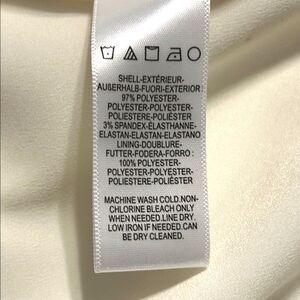 SHELL-EXTÉRIEUR-
AUßERHALB-FUORI-EXTERIOR:
97% POLYESTER-
POLYESTER-POLYESTER-
POLIESTERE-POLIÉSTER
3% SPANDEX-ÉLASTHANNE-
ELASTAN-ELASTAN-ELASTANO
LINING-DOUBLURE-
FUTTER-FODERA-FORRO:
100% POLYESTER-
POLYESTER-POLYESTER-
POLIESTERE-POLIÉSTER
MACHINE WASH COLD.NON-
CHLORINE BLEACH ONLY
WHEN NEEDED.LINE DRY.
LOW IRON IF NEEDED.CAN
BE DRY CLEANED.